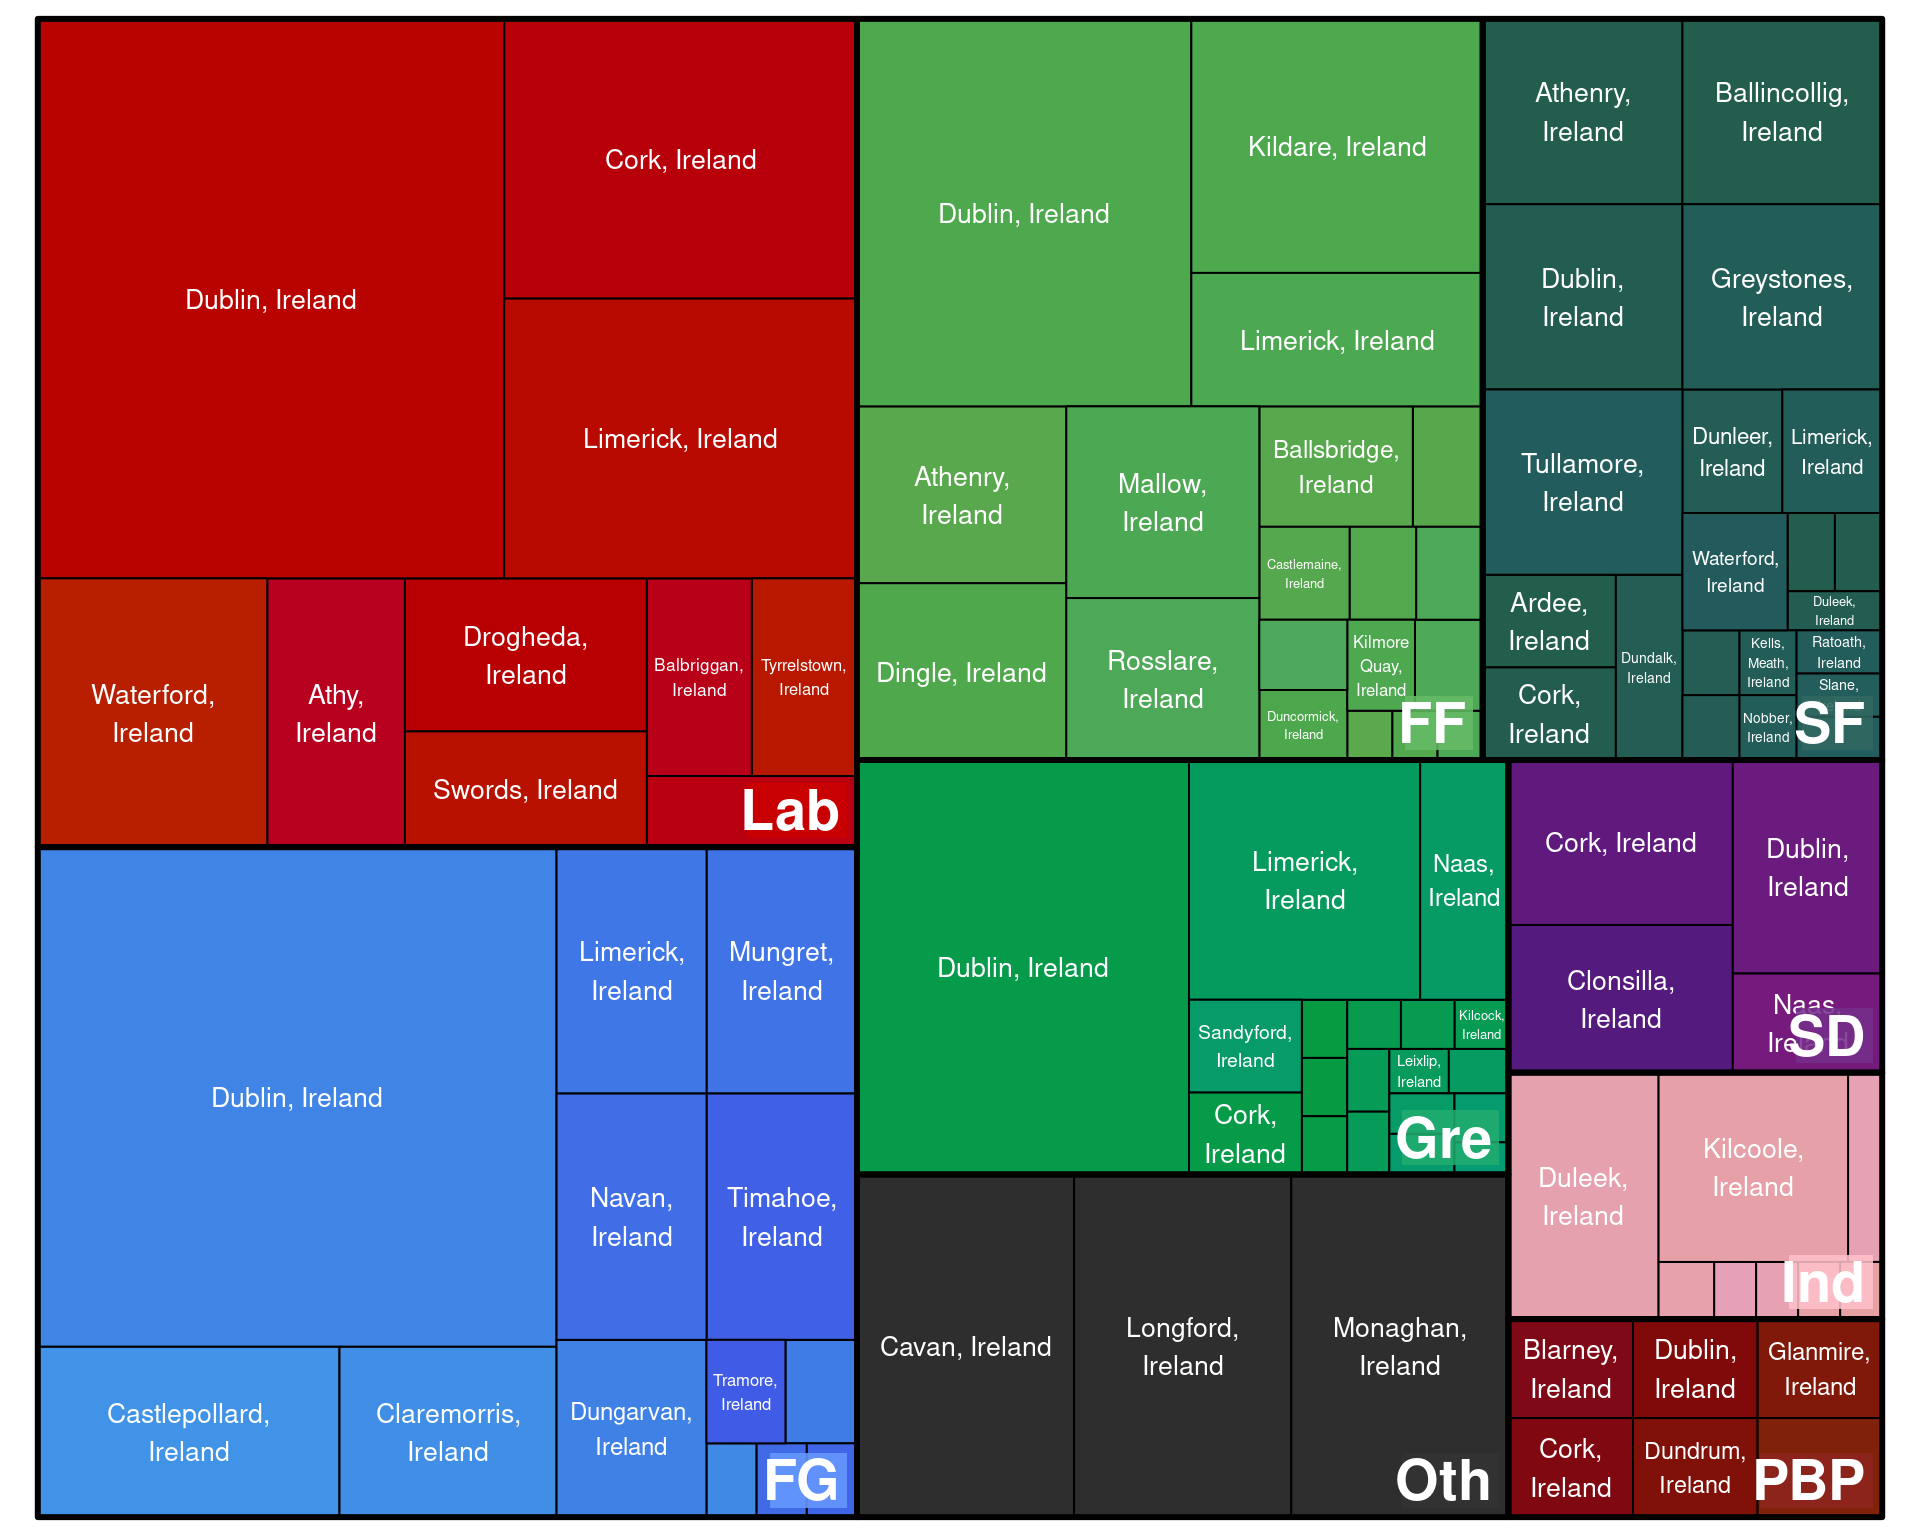 Dublin, Ireland
Cork, Ireland
Limerick, Ireland
Waterford,
Ireland
Athy,
Ireland
Drogheda,
Ireland
Swords, Ireland
Balbriggan,
Ireland
Tyrrelstown,
Ireland
Lab
Dublin, Ireland
Kildare, Ireland
Limerick, Ireland
Athenry,
Ireland
Dingle, Ireland
Mallow,
Ireland
Rosslare,
Ireland
Ballsbridge,
Ireland
Castlemaine,
Ireland
Kilmore
Quay,
Ireland
Duncormick,
Ireland
FF
Athenry,
Ireland
Ballincollig,
Ireland
Dublin,
Ireland
Greystones,
Ireland
Tullamore,
Ireland
Dunleer,
Ireland
Limerick,
Ireland
Waterford,
Ireland
Duleek,
Ireland
Ardee,
Ireland
Cork,
Ireland
Dundalk,
Ireland
Kells,
Meath,
Ireland
Ratoath,
Ireland
Slane,
Nobber,
Ireland
SF
Dublin, Ireland
Limerick,
Ireland
Mungret,
Ireland
Navan,
Ireland
Timahoe,
Ireland
Castlepollard,
Ireland
Claremorris,
Ireland
Dungarvan,
Ireland
Tramore,
Ireland
FG
Dublin, Ireland
Limerick,
Ireland
Naas,
Ireland
Sandyford,
Ireland
Cork,
Ireland
Kilcock,
Ireland
Leixlip,
Ireland
Gre
Cork, Ireland
Dublin,
Ireland
Clonsilla,
Ireland
Naas,
Ireland
SD
Cavan, Ireland
Longford,
Ireland
Monaghan,
Ireland
Oth
Duleek,
Ireland
Kilcoole,
Ireland
Ind
Blarney,
Ireland
Dublin,
Ireland
Glanmire,
Ireland
Cork,
Ireland
Dundrum,
Ireland
PBP